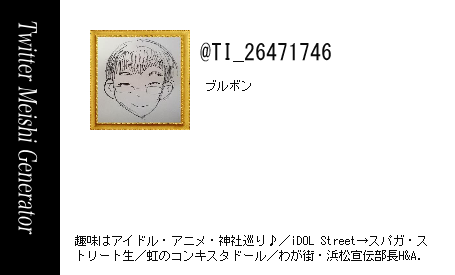 Twitter Meishi Generator
@TI_26471746
ブルボン
趣味はアイドル・アニメ・神社巡り♪／iDOL Street→スパガ・ス
トリート生／虹のコンキスタドール／わが街・浜松宣伝部長H&A.